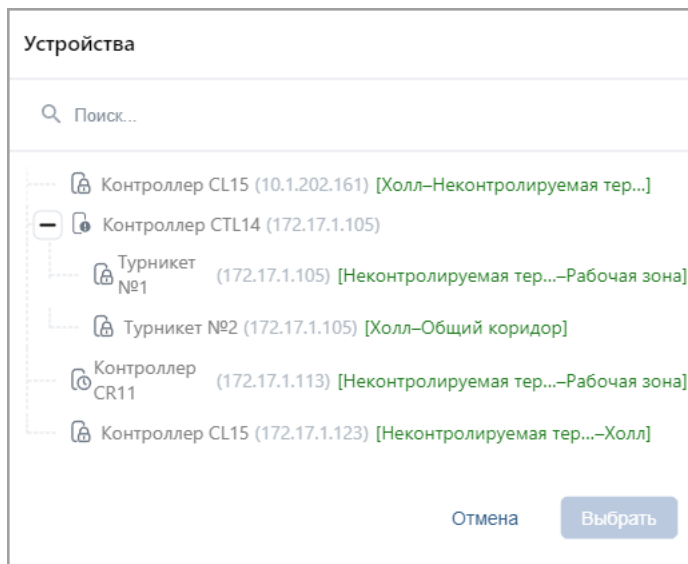 Устройства
Поиск...
Контроллер CL15 (10.1.202.161) [Холл–Неконтролируемая тер...]
Контроллер CTL14 (172.17.1.105)
Турникет №1 (172.17.1.105) [Неконтролируемая тер...–Рабочая зона]
Турникет №2 (172.17.1.105) [Холл–Общий коридор]
Контроллер CR11 (172.17.1.113) [Неконтролируемая тер...–Рабочая зона]
Контроллер CL15 (172.17.1.123) [Неконтролируемая тер...–Холл]
Отмена Выбрать